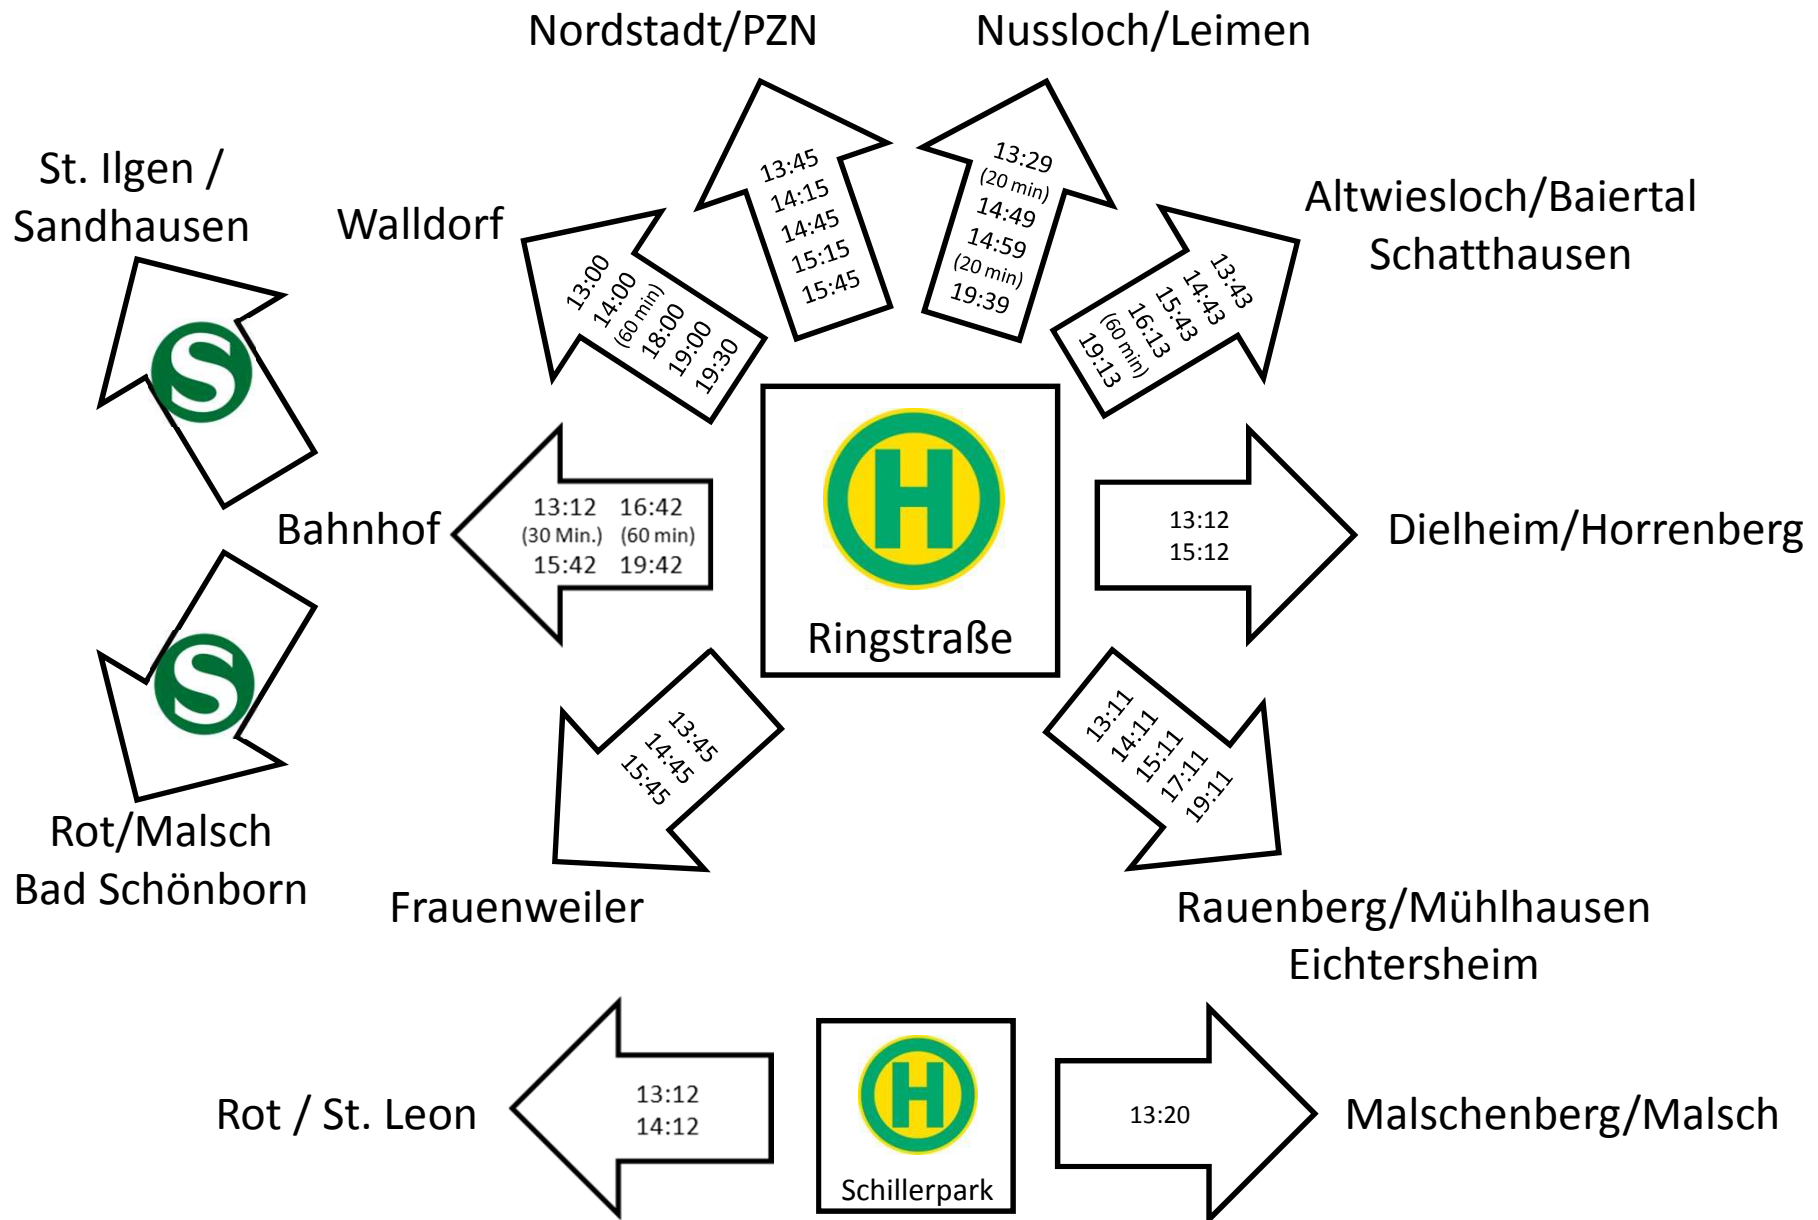 Nordstadt/PZN
Nussloch/Leimen
St. Ilgen /
Sandhausen
Walldorf
Altwiesloch/Baiertal
Schatthausen
13:45
14:15
14:45
15:15
15:45
13:29
(20 min)
14:49
14:59
(20 min)
19:39
13:00
14:00
(60 min)
18:00
19:00
19:30
13:43
14:43
15:43
16:13
(60 min)
19:13
S
H
Ringstraße
Bahnhof
13:12 16:42
(30 Min.) (60 min)
15:42 19:42
13:12
15:12
Dielheim/Horrenberg
S
Rot/Malsch
Bad Schönborn
13:45
14:45
15:45
Frauenweiler
13:11
14:11
15:11
17:11
19:11
Rauenberg/Mühlhausen
Eichtersheim
Rot / St. Leon
13:12
14:12
H
Schillerpark
13:20
Malschenberg/Malsch